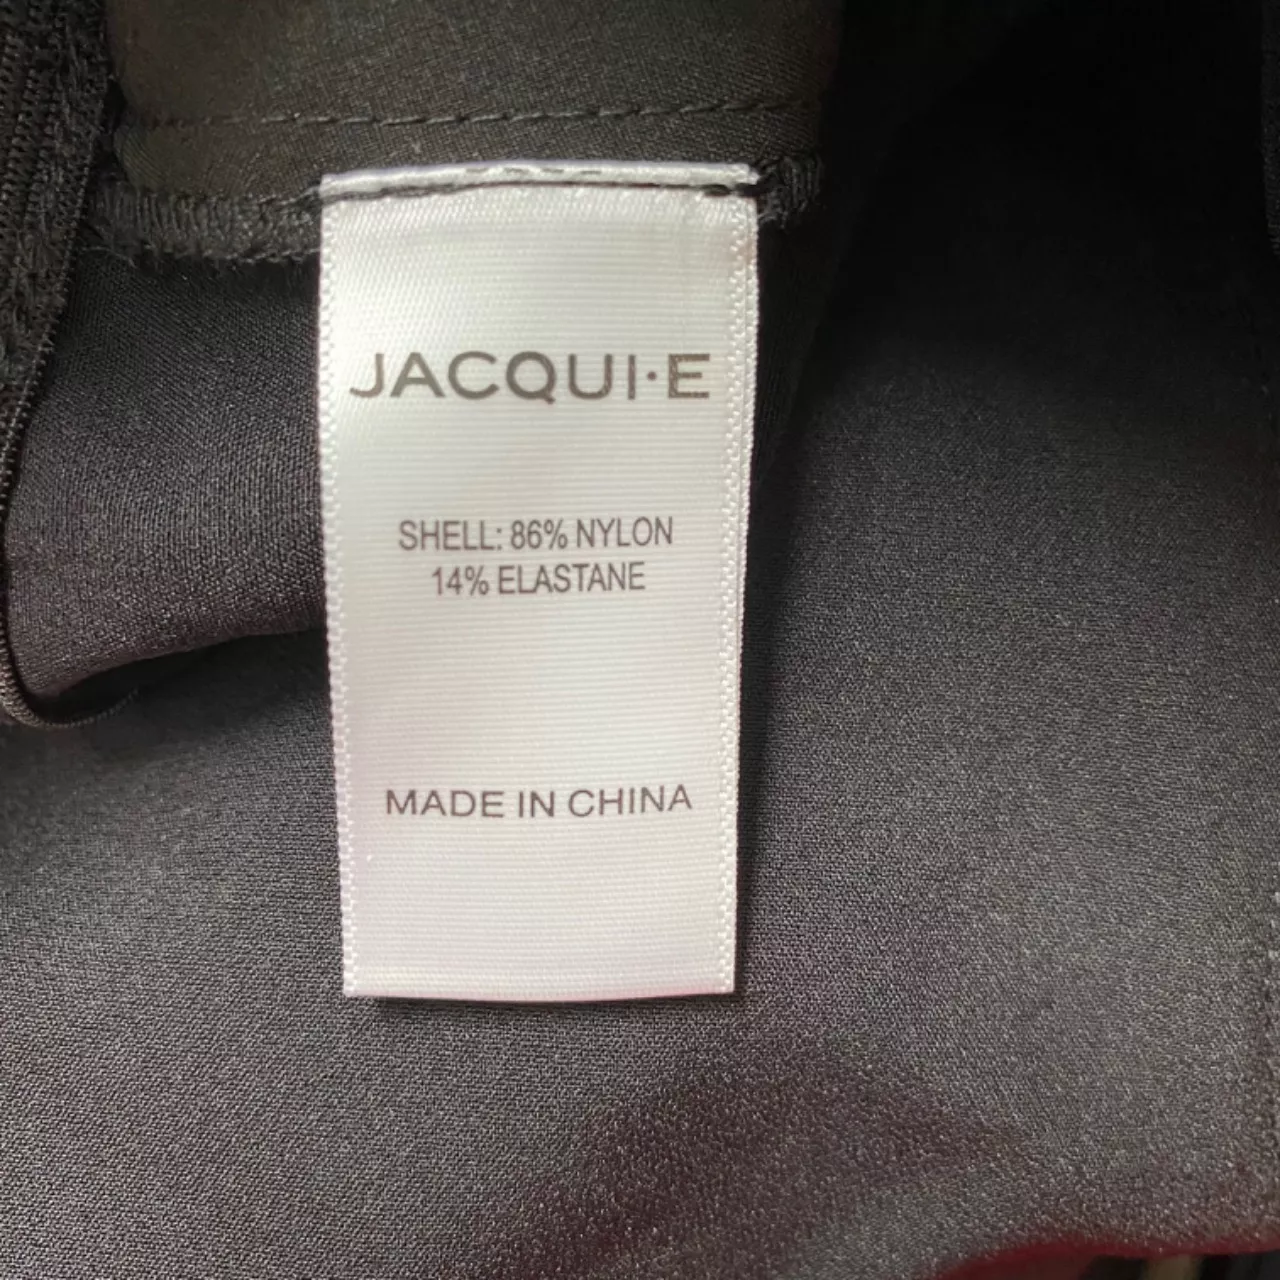 JACQUI·E
SHELL: 86% NYLON
14% ELASTANE
MADE IN CHINA